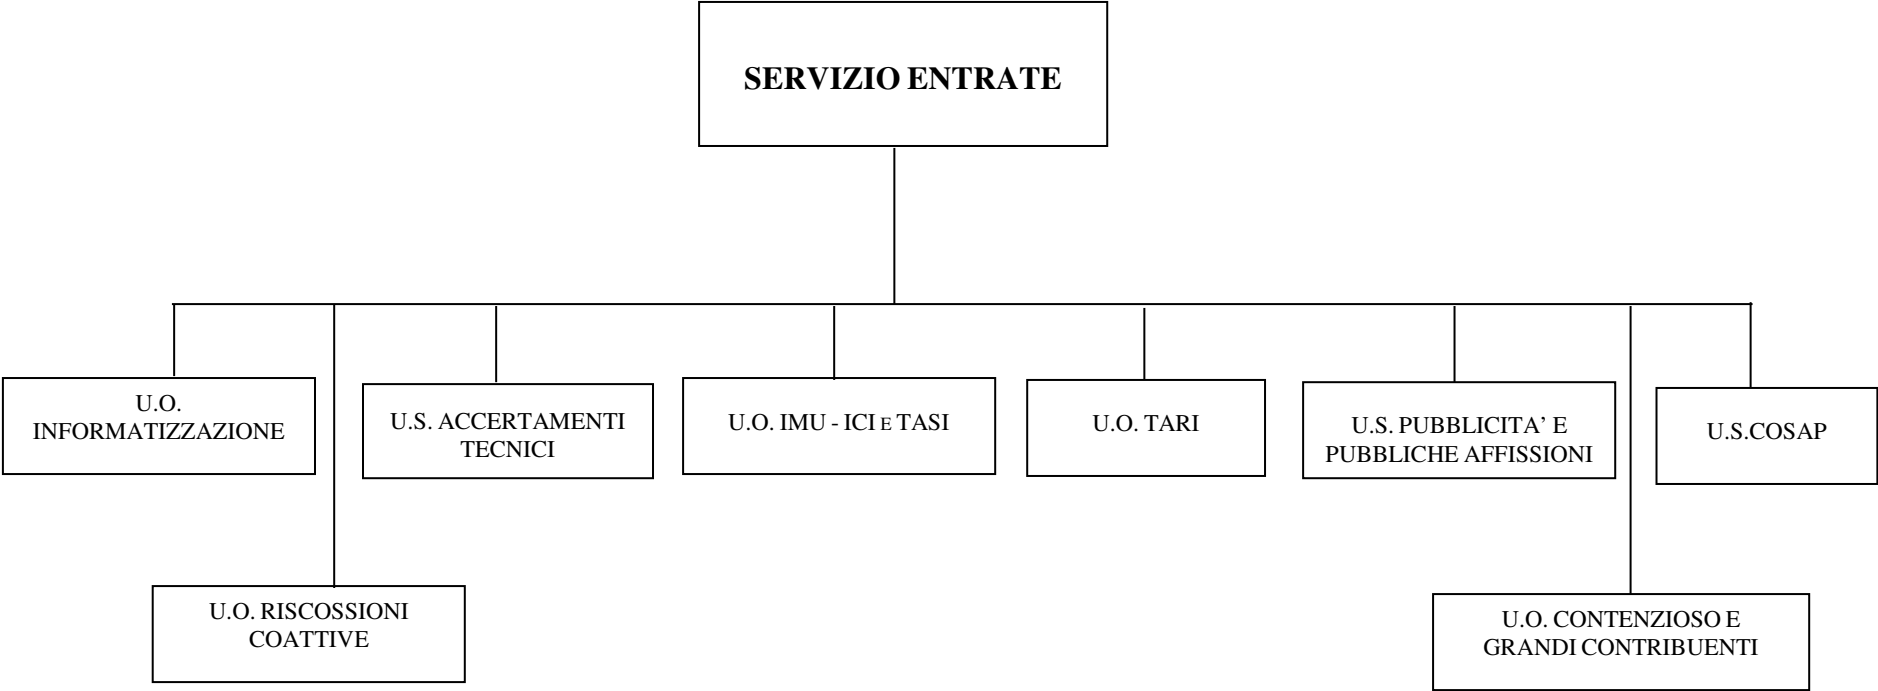 SERVIZIO ENTRATE
U.O.
INFORMATIZZAZIONE
U.S. ACCERTAMENTI
TECNICI
U.O. IMU - ICI E TASI
U.O. TARI
U.S. PUBBLICITA’ E
PUBBLICHE AFFISSIONI
U.S.COSAP
U.O. RISCOSSIONI
COATTIVE
U.O. CONTENZIOSO E
GRANDI CONTRIBUENTI